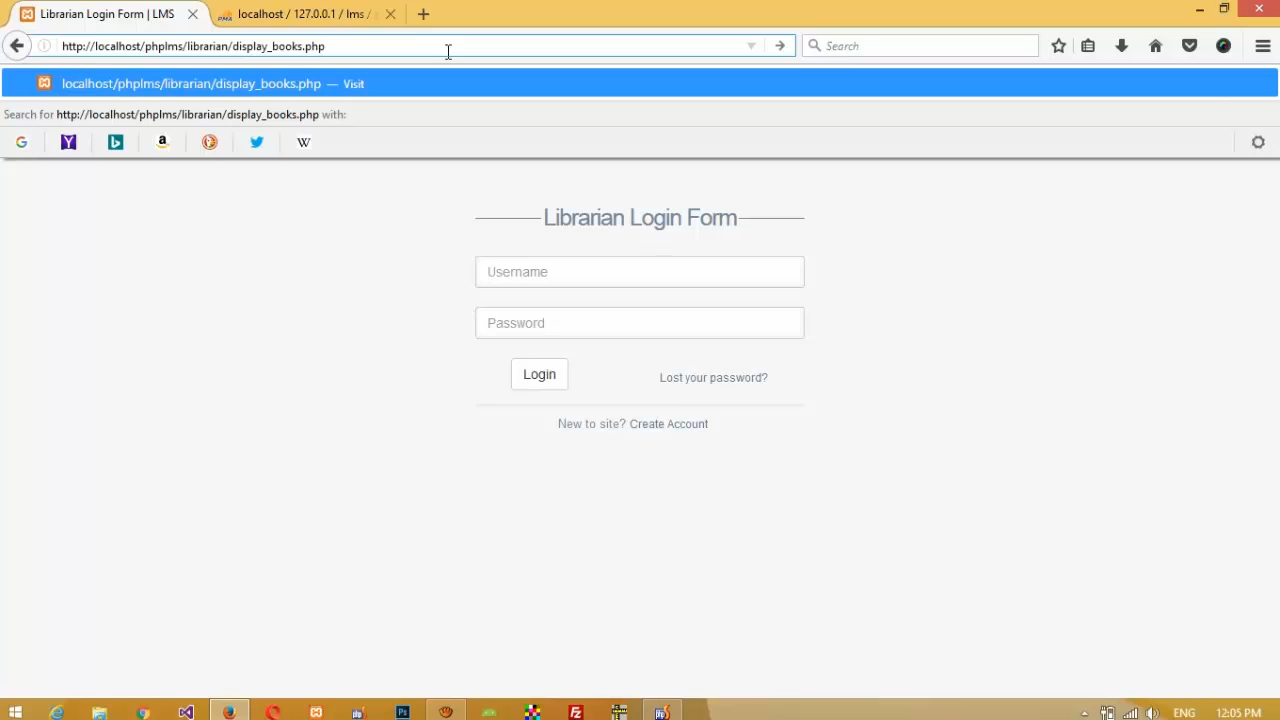 Librarian Login Form | LMS
localhost / 127.0.0.1 / lms /
http://localhost/phplms/librarian/display_books.php
Search
localhost/phplms/librarian/display_books.php — Visit
Search for http://localhost/phplms/librarian/display_books.php with:
Librarian Login Form
Username
Password
Login
Lost your password?
New to site? Create Account
ENG
12:05 PM